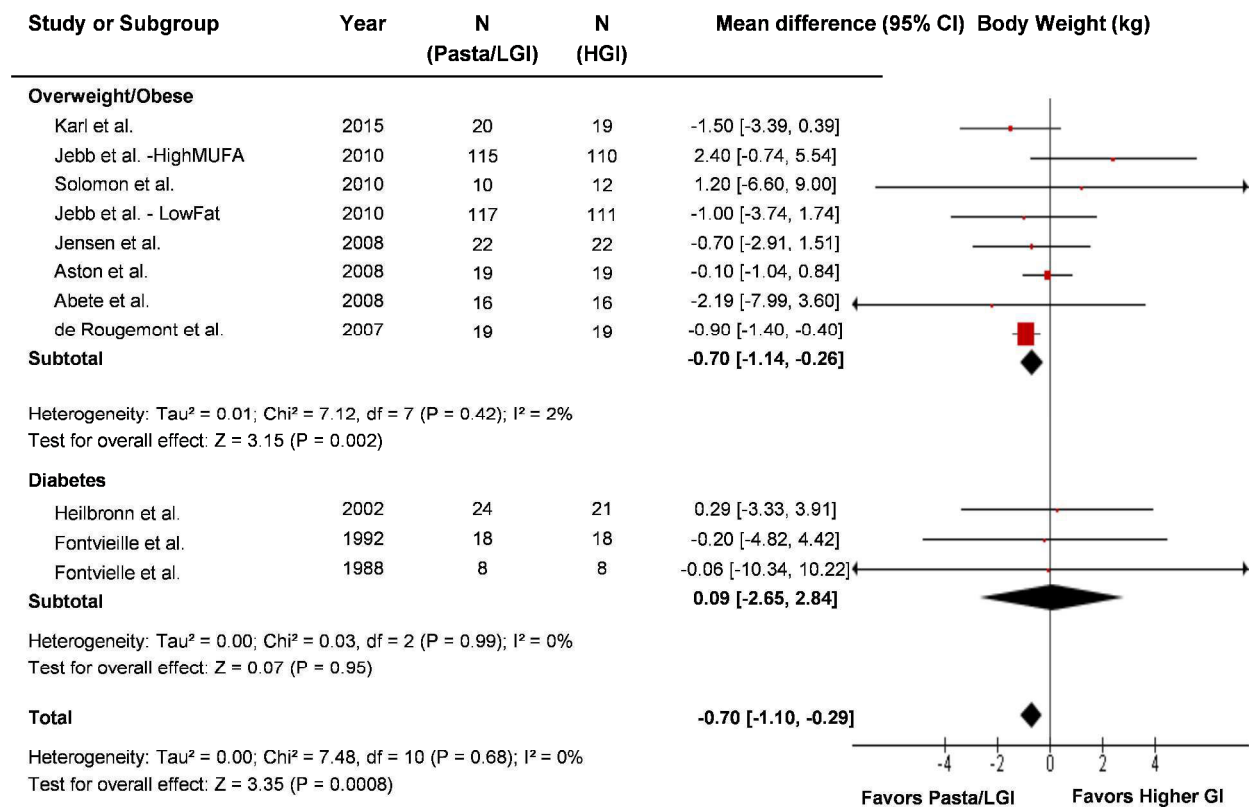 Study or Subgroup Year N N Mean difference (95% CI) Body Weight (kg)
(Pasta/LGI) (HGI)
Overweight/Obese
Karl et al. 2015 20 19 -1.50 [-3.39, 0.39]
Jebb et al. -HighMUFA 2010 115 110 2.40 [-0.74, 5.54]
Solomon et al. 2010 10 12 1.20 [-6.60, 9.00]
Jebb et al. - LowFat 2010 117 111 -1.00 [-3.74, 1.74]
Jensen et al. 2008 22 22 -0.70 [-2.91, 1.51]
Aston et al. 2008 19 19 -0.10 [-1.04, 0.84]
Abete et al. 2008 16 16 -2.19 [-7.99, 3.60]
de Rougemont et al. 2007 19 19 -0.90 [-1.40, -0.40]
Subtotal -0.70 [-1.14, -0.26]
Heterogeneity: Tau² = 0.01; Chi² = 7.12, df = 7 (P = 0.42); I² = 2%
Test for overall effect: Z = 3.15 (P = 0.002)
Diabetes
Heilbronn et al. 2002 24 21 0.29 [-3.33, 3.91]
Fontvieille et al. 1992 18 18 -0.20 [-4.82, 4.42]
Fontvielle et al. 1988 8 8 -0.06 [-10.34, 10.22]
Subtotal 0.09 [-2.65, 2.84]
Heterogeneity: Tau² = 0.00; Chi² = 0.03, df = 2 (P = 0.99); I² = 0%
Test for overall effect: Z = 0.07 (P = 0.95)
Total -0.70 [-1.10, -0.29]
Heterogeneity: Tau² = 0.00; Chi² = 7.48, df = 10 (P = 0.68); I² = 0%
Test for overall effect: Z = 3.35 (P = 0.0008)
-4 -2 0 2 4
Favors Pasta/LGI Favors Higher GI